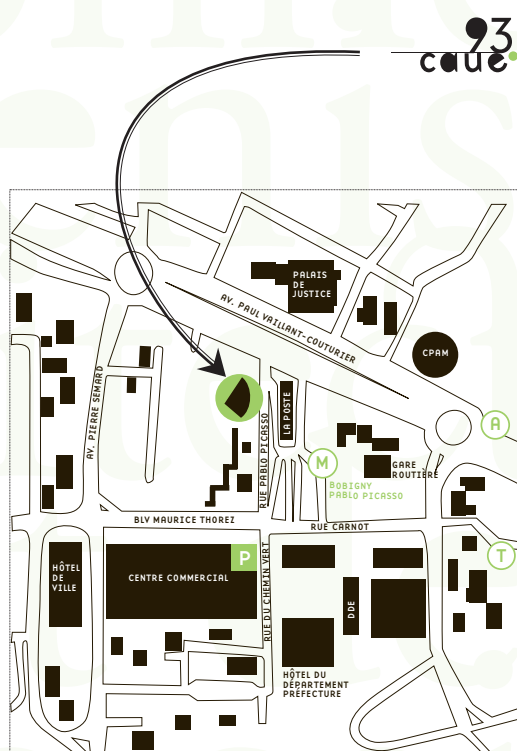 93
caue
PALAIS
DE
JUSTICE
AV. PAUL VAILLANT-COUTURIER
CPAM
AV. PIERRE SEMARD
LA POSTE
RUE PABLO PICASSO
A
M
GARE
ROUTIÈRE
BOBIGNY
PABLO PICASSO
BLV MAURICE THOREZ
RUE CARNOT
HÔTEL
DE
VILLE
CENTRE COMMERCIAL
P
RUE DU CHEMIN VERT
T
DDE
HÔTEL DU
DÉPARTEMENT
PRÉFECTURE